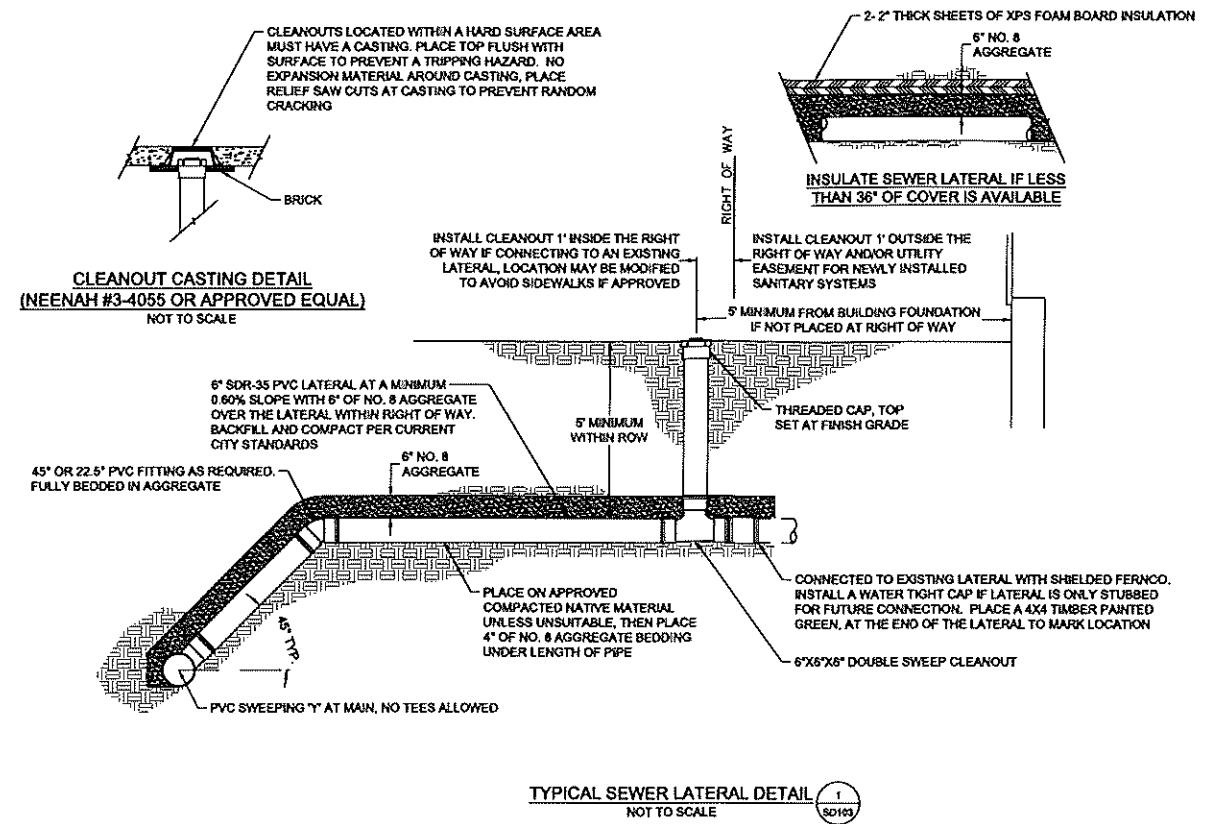 CLEANOUTS LOCATED WITHIN A HARD SURFACE AREA
MUST HAVE A CASTING. PLACE TOP FLUSH WITH
SURFACE TO PREVENT A TRIPPING HAZARD. NO
EXPANSION MATERIAL AROUND CASTING, PLACE
RELIEF SAW CUTS AT CASTING TO PREVENT RANDOM
CRACKING
BRICK
CLEANOUT CASTING DETAIL
(NEENAH #3-4055 OR APPROVED EQUAL)
NOT TO SCALE
2- 2" THICK SHEETS OF XPS FOAM BOARD INSULATION
6" NO. 8
AGGREGATE
INSULATE SEWER LATERAL IF LESS
THAN 36" OF COVER IS AVAILABLE
RIGHT OF WAY
INSTALL CLEANOUT 1' INSIDE THE RIGHT
OF WAY IF CONNECTING TO AN EXISTING
LATERAL, LOCATION MAY BE MODIFIED
TO AVOID SIDEWALKS IF APPROVED
INSTALL CLEANOUT 1' OUTSIDE THE
RIGHT OF WAY AND/OR UTILITY
EASEMENT FOR NEWLY INSTALLED
SANITARY SYSTEMS
5' MINIMUM FROM BUILDING FOUNDATION
IF NOT PLACED AT RIGHT OF WAY
6" SDR-35 PVC LATERAL AT A MINIMUM
0.60% SLOPE WITH 6" OF NO. 8 AGGREGATE
OVER THE LATERAL WITHIN RIGHT OF WAY.
BACKFILL AND COMPACT PER CURRENT
CITY STANDARDS
5' MINIMUM
WITHIN ROW
THREADED CAP, TOP
SET AT FINISH GRADE
45° OR 22.5° PVC FITTING AS REQUIRED.
FULLY BEDDED IN AGGREGATE
6" NO. 8
AGGREGATE
PLACE ON APPROVED
COMPACTED NATIVE MATERIAL
UNLESS UNSUITABLE, THEN PLACE
4" OF NO. 8 AGGREGATE BEDDING
UNDER LENGTH OF PIPE
CONNECTED TO EXISTING LATERAL WITH SHIELDED FERNCO.
INSTALL A WATER TIGHT CAP IF LATERAL IS ONLY STUBBED
FOR FUTURE CONNECTION. PLACE A 4X4 TIMBER PAINTED
GREEN, AT THE END OF THE LATERAL TO MARK LOCATION
6"X6"X6" DOUBLE SWEEP CLEANOUT
45° TYP.
PVC SWEEPING "Y" AT MAIN, NO TEES ALLOWED
TYPICAL SEWER LATERAL DETAIL
NOT TO SCALE
1
SD103